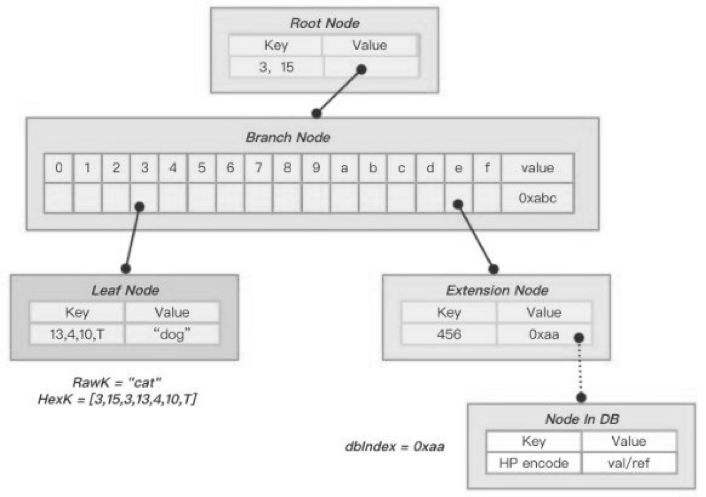 Root Node
Key Value
3, 15
Branch Node
0 1 2 3 4 5 6 7 8 9 a b c d e f value
0xabc
Leaf Node
Key Value
13,4,10,T “dog”
RawK = "cat"
HexK = [3,15,3,13,4,10,T]
Extension Node
Key Value
456 0xaa
dbIndex = 0xaa
Node In DB
Key Value
HP encode val/ref